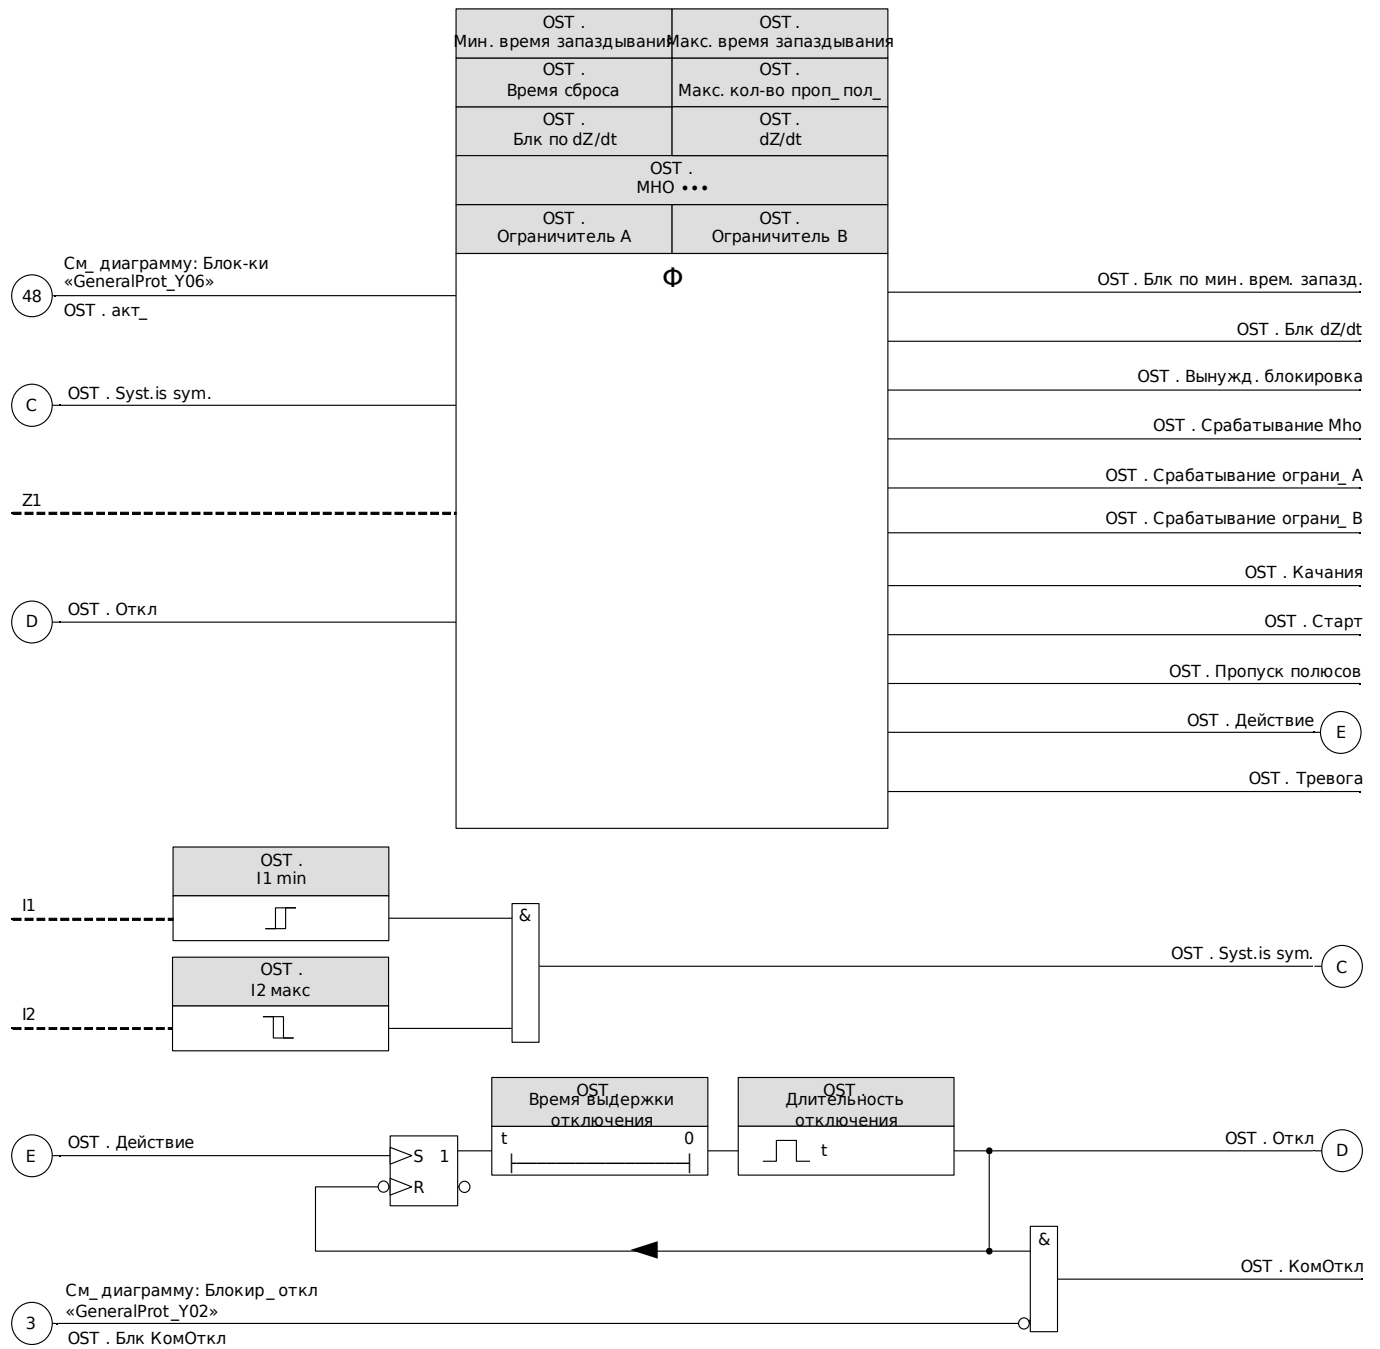 OST .
Мин. время запаздывания
OST .
Макс. время запаздывания
OST .
Время сброса
OST .
Макс. кол-во проп_ пол_
OST .
Блк по dZ/dt
OST .
dZ/dt
OST .
MHO •••
OST .
Ограничитель A
OST .
Ограничитель B
Φ
См_ диаграмму: Блок-ки
«GeneralProt_Y06»
48
OST . акт_
C
OST . Syst.is sym.
Z1
D
OST . Откл
OST . Блк по мин. врем. запазд.
OST . Блк dZ/dt
OST . Вынужд. блокировка
OST . Срабатывание Mho
OST . Срабатывание ограни_ A
OST . Срабатывание ограни_ B
OST . Качания
OST . Старт
OST . Пропуск полюсов
OST . Действие
E
OST . Тревога
OST .
I1 min
I1
&
OST . Syst.is sym.
C
OST .
I2 макс
I2
OST .
Время выдержки
отключения
t 0
OST .
Длительность
отключения
t
E
OST . Действие
S 1
R
OST . Откл
D
&
OST . КомОткл
См_ диаграмму: Блокир_ откл
«GeneralProt_Y02»
3
OST . Блк КомОткл